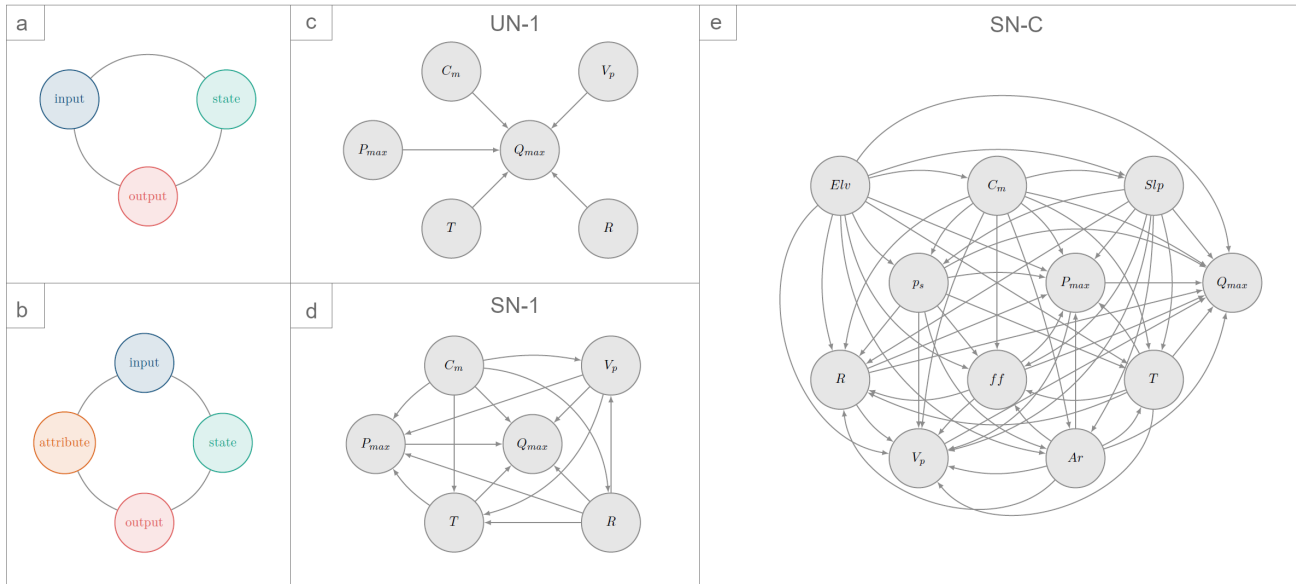 a
input
state
output
b
input
attribute
state
output
c
UN-1
C_m
V_p
P_max
Q_max
T
R
d
SN-1
C_m
V_p
P_max
Q_max
T
R
e
SN-C
Elv
C_m
Slp
p_s
P_max
Q_max
R
ff
T
V_p
Ar